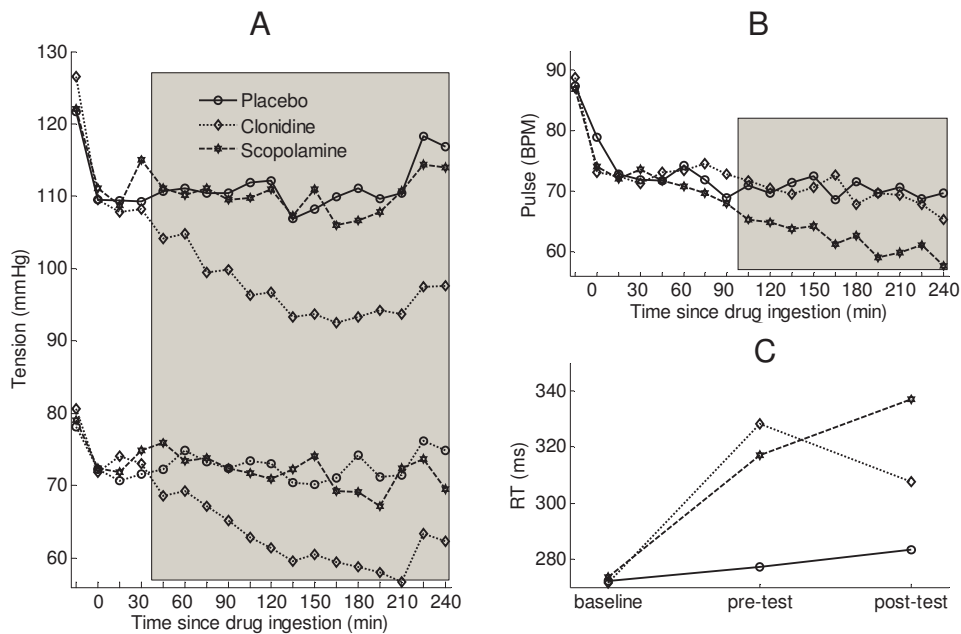 A
130
120
110
100
90
80
70
60
Tension (mmHg)
Placebo
Clonidine
Scopolamine
0 30 60 90 120 150 180 210 240
Time since drug ingestion (min)
B
90
80
70
60
Pulse (BPM)
0 30 60 90 120 150 180 210 240
Time since drug ingestion (min)
C
340
320
300
280
RT (ms)
baseline pre-test post-test